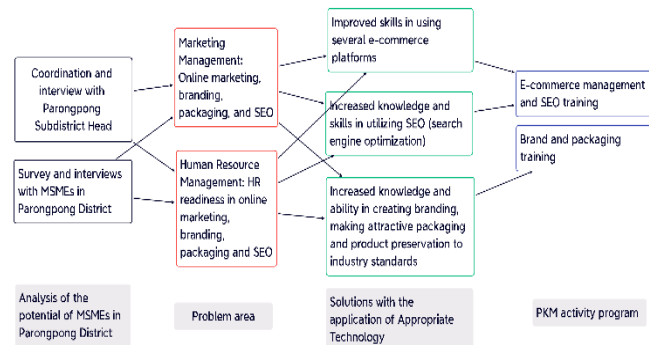 Coordination and
interview with
Parongpong
Subdistrict Head
Survey and interviews
with MSMEs in
Parongpong District
Analysis of the
potential of MSMEs in
Parongpong District
Marketing
Management:
Online marketing,
branding,
packaging, and SEO
Human Resource
Management: HR
readiness in online
marketing,
branding,
packaging and SEO
Problem area
Improved skills in using
several e-commerce
platforms
Increased knowledge and
skills in utilizing SEO (search
engine optimization)
Increased knowledge and
ability in creating branding,
making attractive packaging
and product preservation to
industry standards
Solutions with the
application of Appropriate
Technology
E-commerce management
and SEO training
Brand and packaging
training
PKM activity program